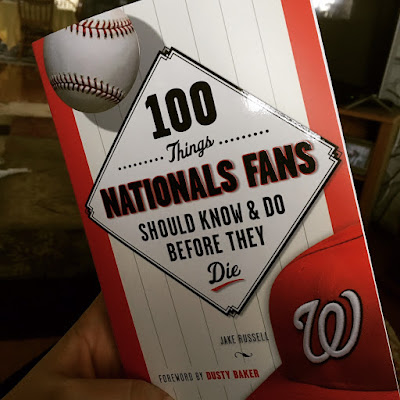 100
Things
NATIONALS FANS
SHOULD KNOW & DO
BEFORE THEY
Die
JAKE RUSSELL
FOREWORD BY DUSTY BAKER
W